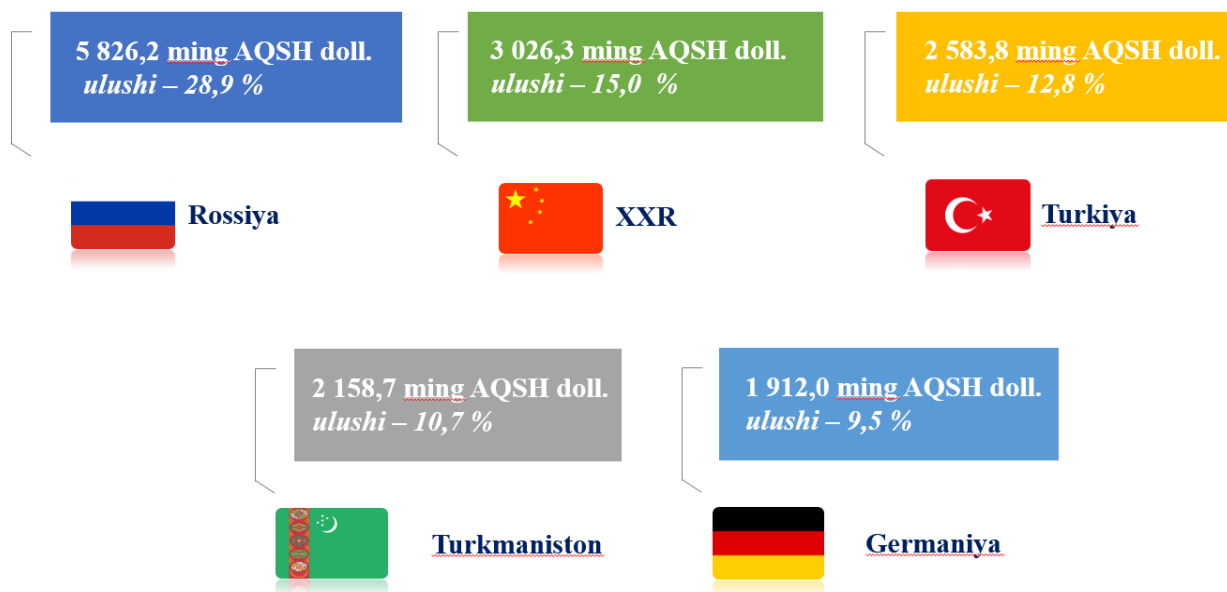 5 826,2 ming AQSH doll.
ulushi – 28,9 %
3 026,3 ming AQSH doll.
ulushi – 15,0 %
2 583,8 ming AQSH doll.
ulushi – 12,8 %
Rossiya
XXR
Turkiya
2 158,7 ming AQSH doll.
ulushi – 10,7 %
1 912,0 ming AQSH doll.
ulushi – 9,5 %
Turkmaniston
Germaniya